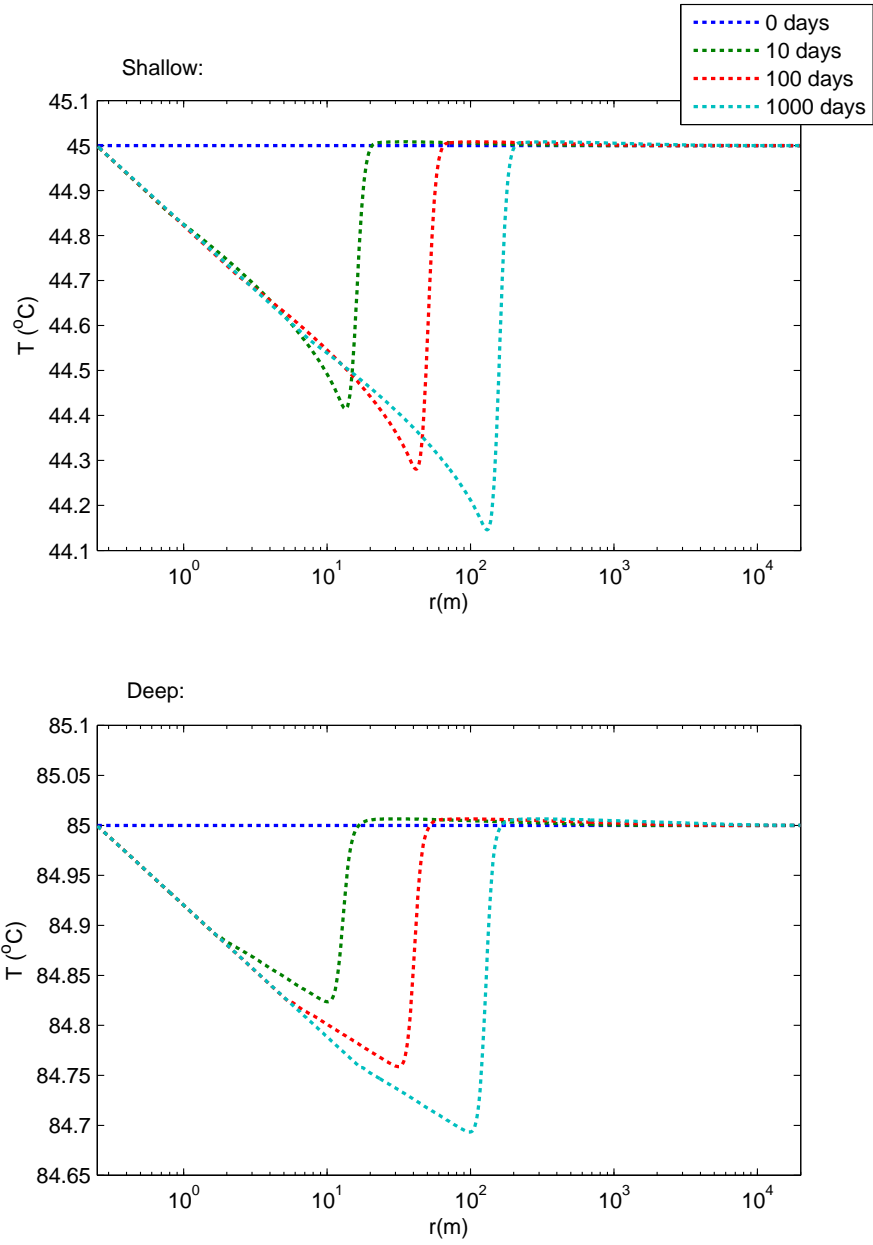 0 days
10 days
100 days
1000 days
Shallow:
45.1
45
44.9
44.8
44.7
44.6
44.5
44.4
44.3
44.2
44.1
T (°C)
10⁰ 10¹ 10² 10³ 10⁴
r(m)
Deep:
85.1
85.05
85
84.95
84.9
84.85
84.8
84.75
84.7
84.65
T (°C)
10⁰ 10¹ 10² 10³ 10⁴
r(m)